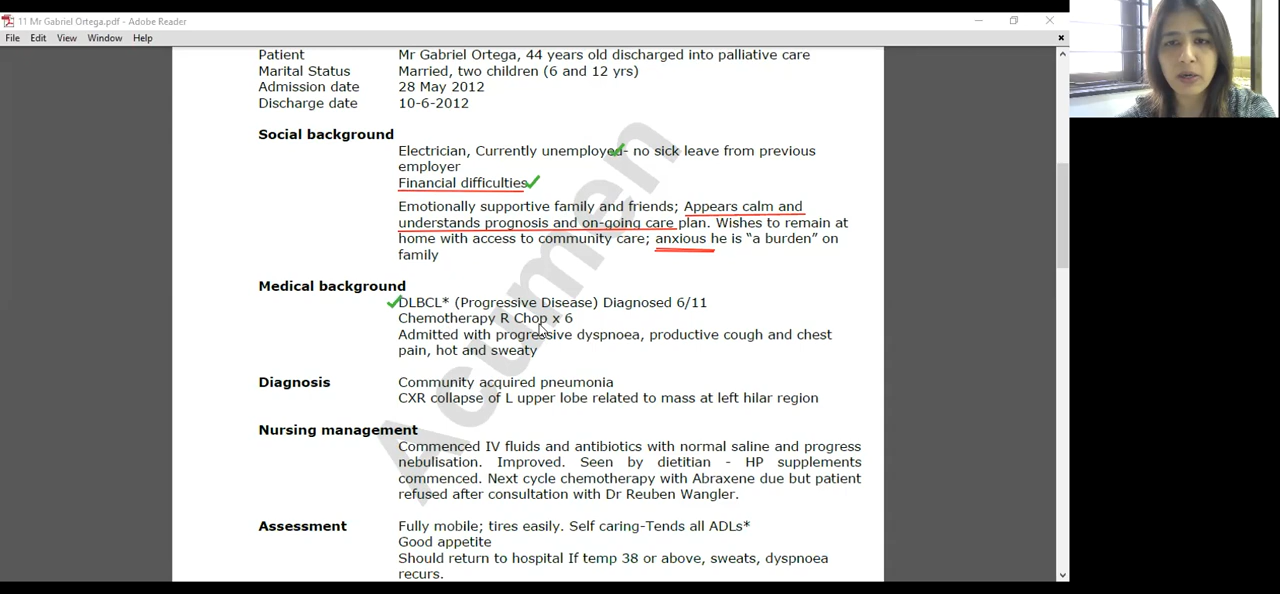 11 Mr Gabriel Ortega.pdf - Adobe Reader
File Edit View Window Help
Patient Mr Gabriel Ortega, 44 years old discharged into palliative care
Marital Status Married, two children (6 and 12 yrs)
Admission date 28 May 2012
Discharge date 10-6-2012
Social background
Electrician, Currently unemployed- no sick leave from previous
employer
Financial difficulties
Emotionally supportive family and friends; Appears calm and
understands prognosis and on-going care plan. Wishes to remain at
home with access to community care; anxious he is “a burden” on
family
Medical background
DLBCL* (Progressive Disease) Diagnosed 6/11
Chemotherapy R Chop x 6
Admitted with progressive dyspnoea, productive cough and chest
pain, hot and sweaty
Diagnosis Community acquired pneumonia
CXR collapse of L upper lobe related to mass at left hilar region
Nursing management
Commenced IV fluids and antibiotics with normal saline and progress
nebulisation. Improved. Seen by dietitian - HP supplements
commenced. Next cycle chemotherapy with Abraxene due but patient
refused after consultation with Dr Reuben Wangler.
Assessment Fully mobile; tires easily. Self caring-Tends all ADLs*
Good appetite
Should return to hospital If temp 38 or above, sweats, dyspnoea
recurs.
Acumen